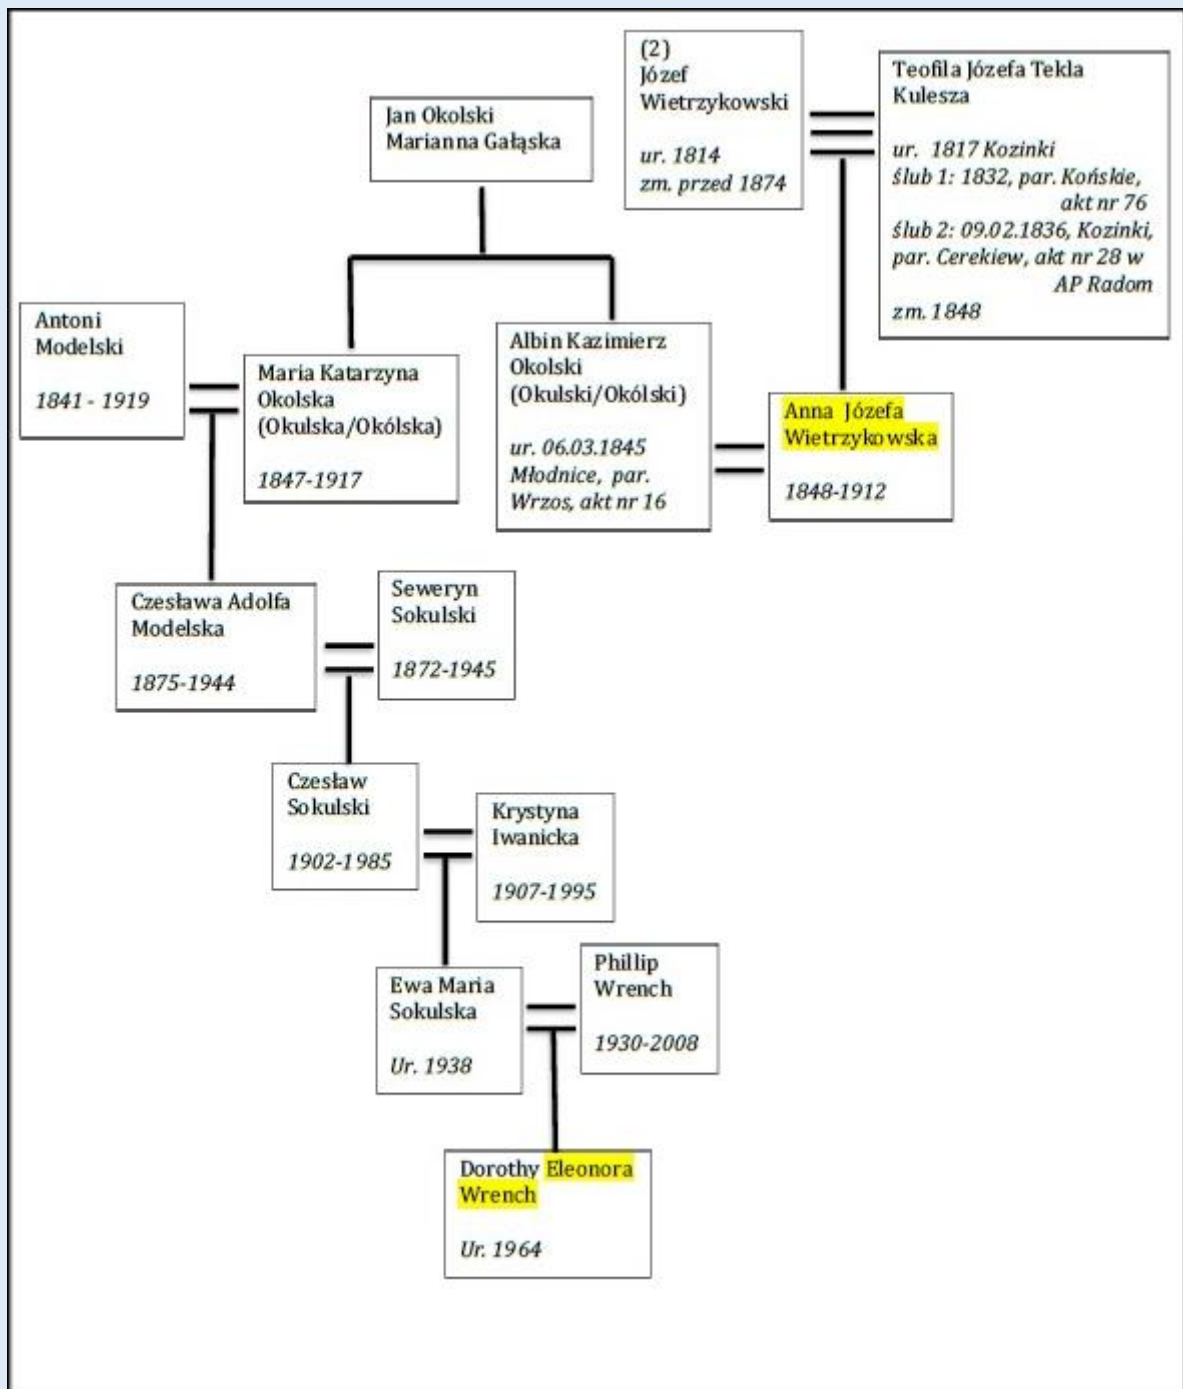 (2)
Józef
Wietrzykowski
ur. 1814
zm. przed 1874
Teofila Józefa Tekla
Kulesza
ur. 1817 Kozinki
ślub 1: 1832, par. Końskie,
akt nr 76
ślub 2: 09.02.1836, Kozinki,
par. Cerekiew, akt nr 28 w
AP Radom
zm. 1848
Jan Okolski
Marianna Gałąska
Antoni
Modelski
1841 - 1919
Maria Katarzyna
Okolska
(Okulska/Okólska)
1847-1917
Albin Kazimierz
Okolski
(Okulski/Okólski)
ur. 06.03.1845
Młodnice, par.
Wrzos, akt nr 16
Anna Józefa
Wietrzykowska
1848-1912
Czesława Adolfa
Modelska
1875-1944
Seweryn
Sokulski
1872-1945
Czesław
Sokulski
1902-1985
Krystyna
Iwanicka
1907-1995
Ewa Maria
Sokulska
Ur. 1938
Phillip
Wrench
1930-2008
Dorothy Eleonora
Wrench
Ur. 1964